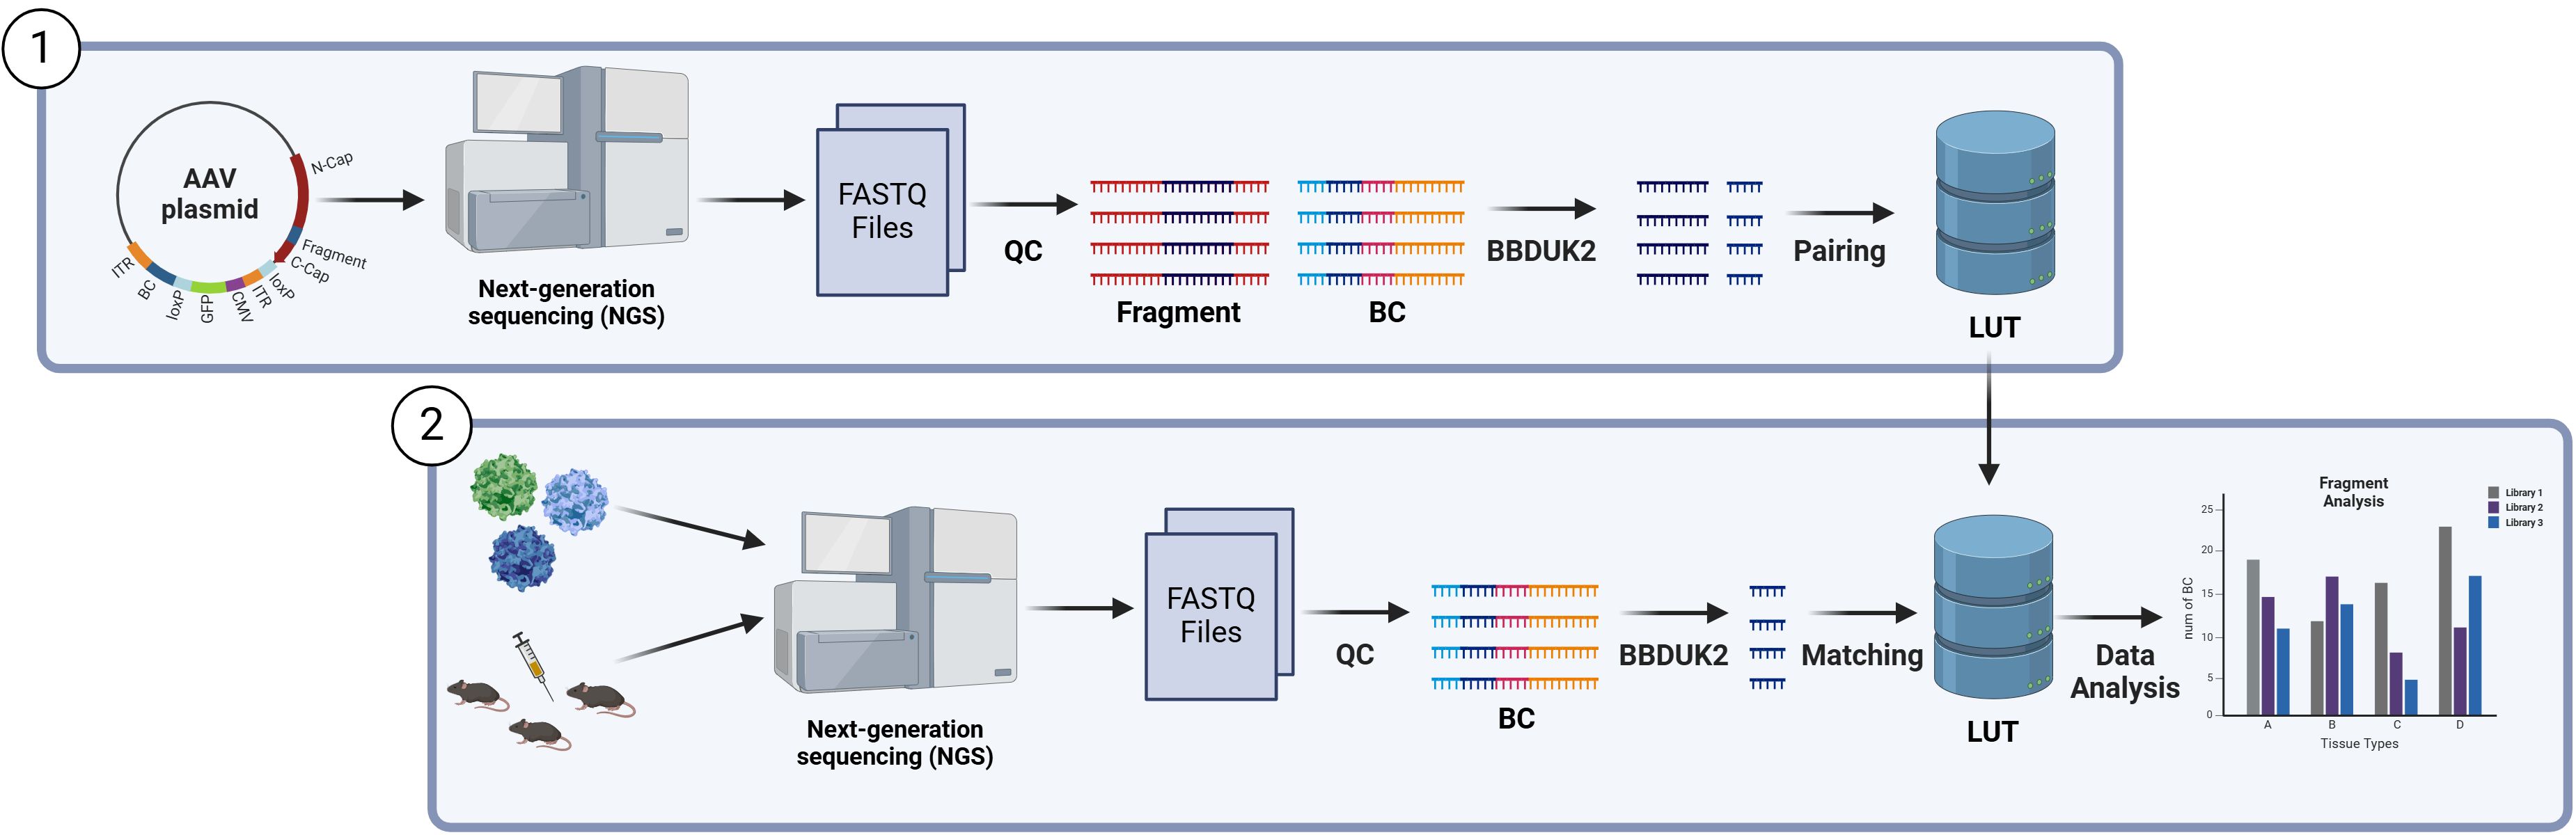 1
AAV
plasmid
N-Cap
Fragment
C-Cap
loxP
ITR
CMV
GFP
loxP
BC
ITR
Next-generation
sequencing (NGS)
FASTQ
Files
QC
Fragment
BC
BBDUK2
Pairing
LUT
2
Next-generation
sequencing (NGS)
FASTQ
Files
QC
BC
BBDUK2
Matching
LUT
Data
Analysis
Fragment
Analysis
Library 1
Library 2
Library 3
num of BC
25
20
15
10
5
0
A B C D
Tissue Types